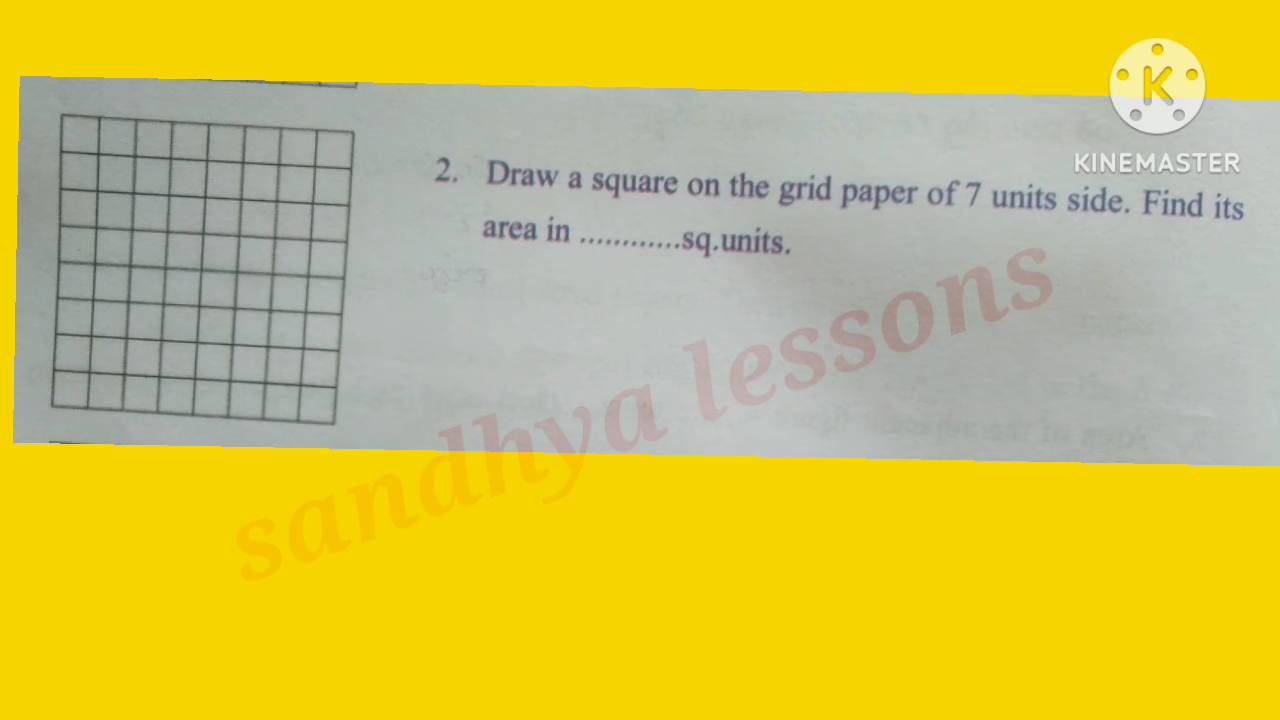 K
KINEMASTER
2. Draw a square on the grid paper of 7 units side. Find its
area in ............sq.units.
sandhya lessons